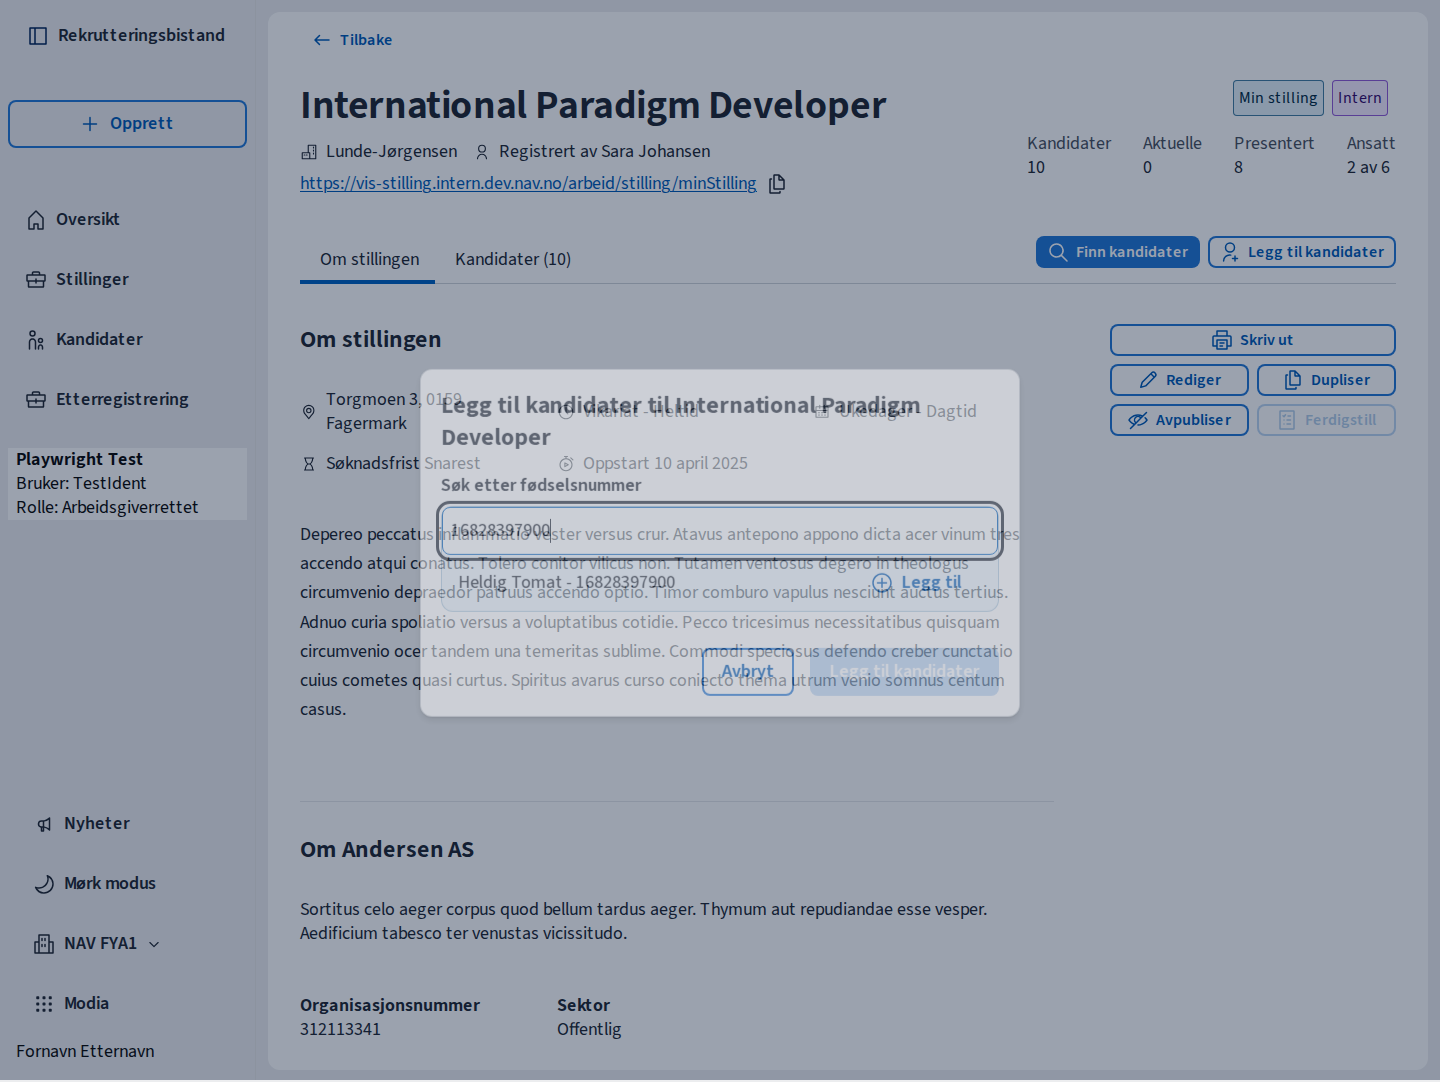 Rekrutteringsbistand
Opprett
Oversikt
Stillinger
Kandidater
Etterregistrering
Playwright Test
Bruker: TestIdent
Rolle: Arbeidsgiverrettet
Nyheter
Mørk modus
NAV FYA1
Modia
Fornavn Etternavn
Tilbake
International Paradigm Developer
Min stilling
Intern
Lunde-Jørgensen
Registrert av Sara Johansen
https://vis-stilling.intern.dev.nav.no/arbeid/stilling/minStilling
Kandidater
10
Aktuelle
0
Presentert
8
Ansatt
2 av 6
Om stillingen
Kandidater (10)
Finn kandidater
Legg til kandidater
Om stillingen
Skriv ut
Rediger
Dupliser
Avpubliser
Ferdigstill
Torgmoen 3, 0159
Fagermark
Vikariat - Heltid
Ukedager - Dagtid
Søknadsfrist Snarest
Oppstart 10 april 2025
Depereo peccatus inflammatio vester versus crur. Atavus antepono appono dicta acer vinum tres
accendo atqui conatus. Tolero conitor vilicus non. Tutamen ventosus degero in theologus
circumvenio depraedor patruus accendo optio. Timor comburo vapulus nesciunt auctus tertius.
Adnuo curia spoliatio versus a voluptatibus cotidie. Pecco tricesimus necessitatibus quisquam
circumvenio ocer tandem una temeritas sublime. Commodi speciosus defendo creber cunctatio
cuius cometes quasi curtus. Spiritus avarus curso coniecto thema utrum venio somnus centum
casus.
Legg til kandidater til International Paradigm
Developer
Søk etter fødselsnummer
16828397900
Heldig Tomat - 16828397900
Legg til
Avbryt
Legg til kandidater
Om Andersen AS
Sortitus celo aeger corpus quod bellum tardus aeger. Thymum aut repudiandae esse vesper.
Aedificium tabesco ter venustas vicissitudo.
Organisasjonsnummer
312113341
Sektor
Offentlig